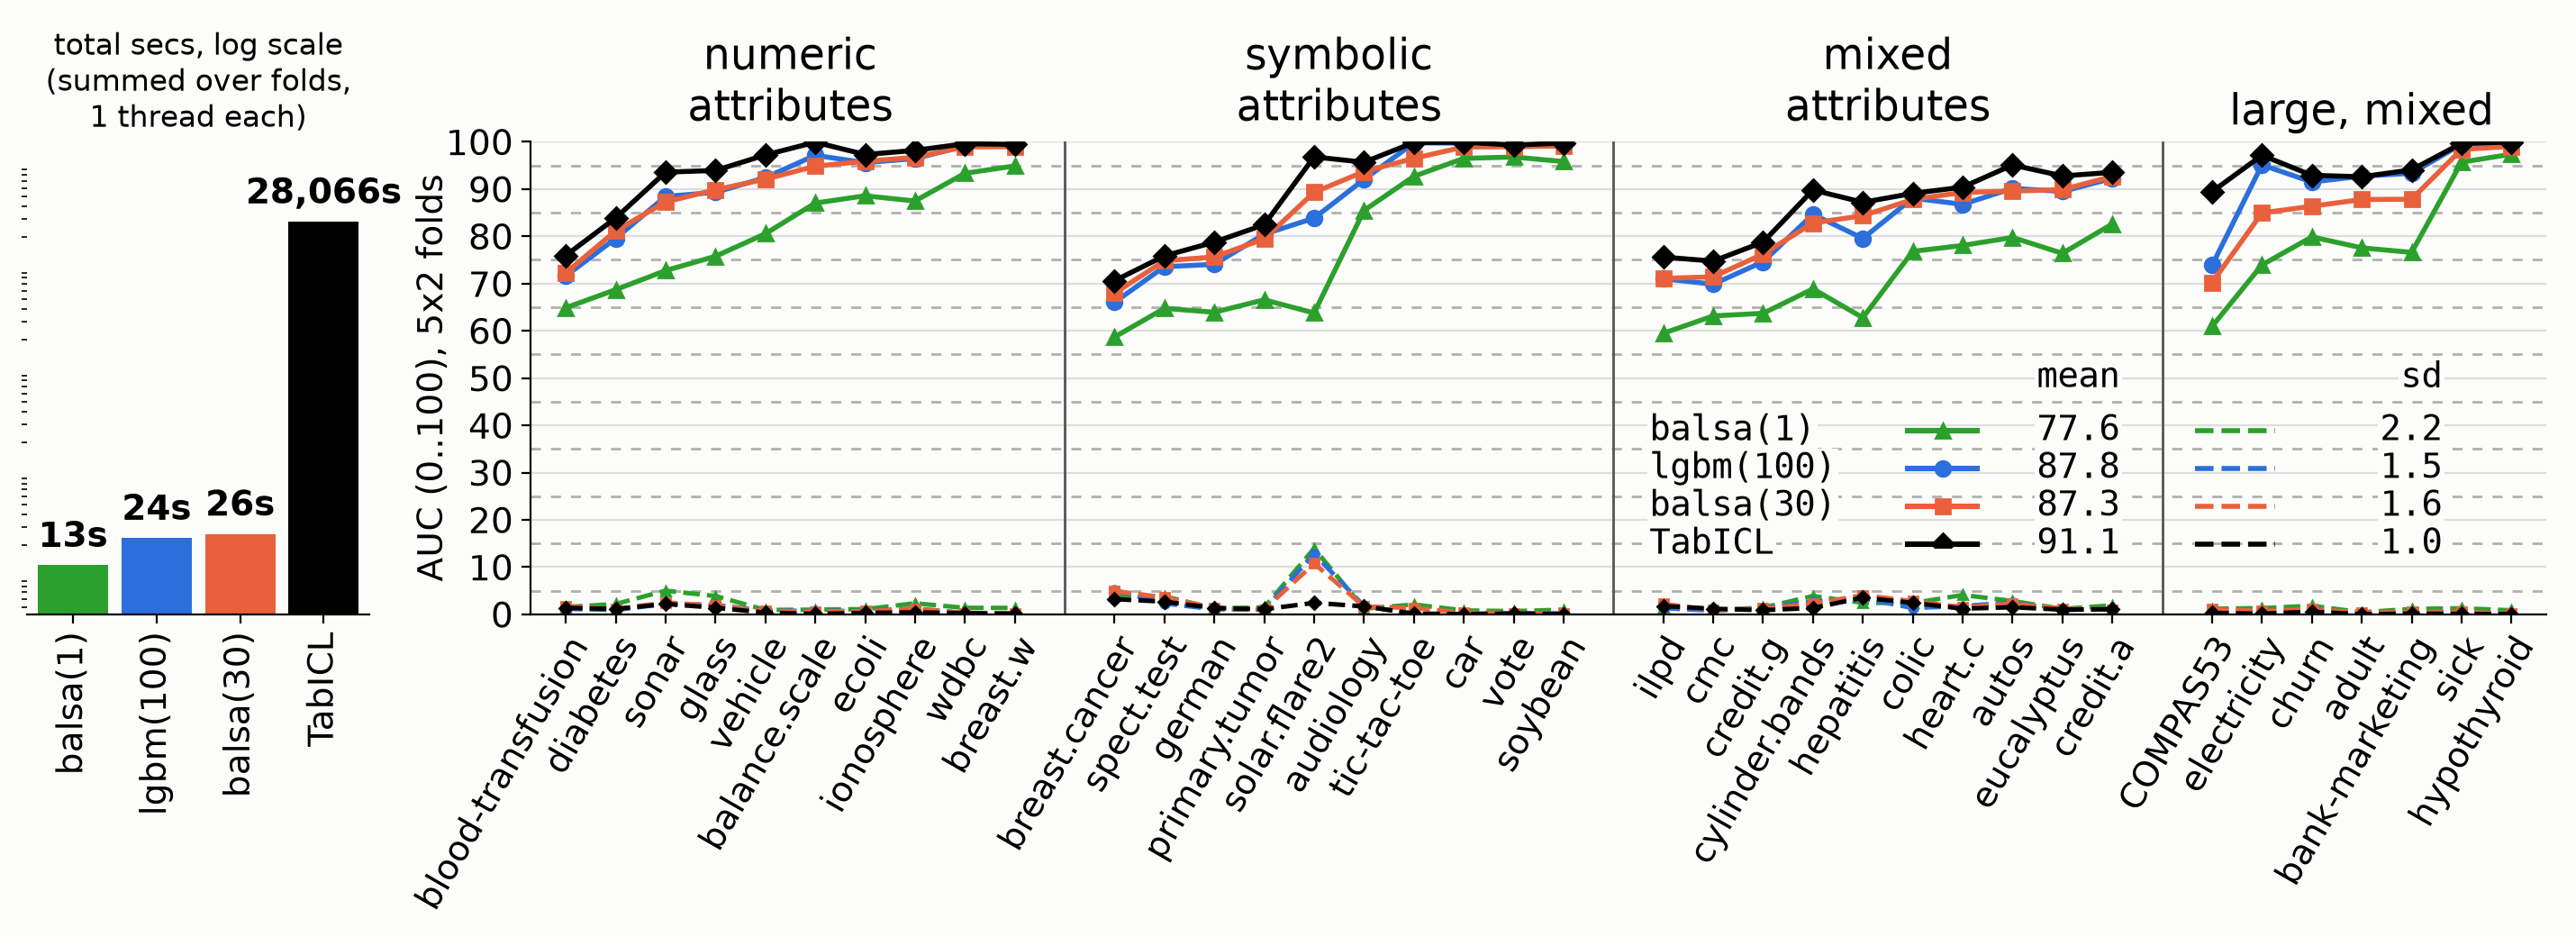 total secs, log scale
(summed over folds,
1 thread each)
28,066s
13s
24s
26s
balsa(1)
lgbm(100)
balsa(30)
TabICL
numeric
attributes
symbolic
attributes
mixed
attributes
large, mixed
AUC (0..100), 5x2 folds
100
90
80
70
60
50
40
30
20
10
0
mean sd
balsa(1) 77.6 2.2
lgbm(100) 87.8 1.5
balsa(30) 87.3 1.6
TabICL 91.1 1.0
blood-transfusion
diabetes
sonar
glass
vehicle
balance.scale
ecoli
ionosphere
wdbc
breast.w
breast.cancer
spect.test
german
primary.tumor
solar.flare2
audiology
tic-tac-toe
car
vote
soybean
ilpd
cmc
credit.g
cylinder.bands
hepatitis
colic
heart.c
autos
eucalyptus
credit.a
COMPAS53
electricity
churn
adult
bank-marketing
sick
hypothyroid